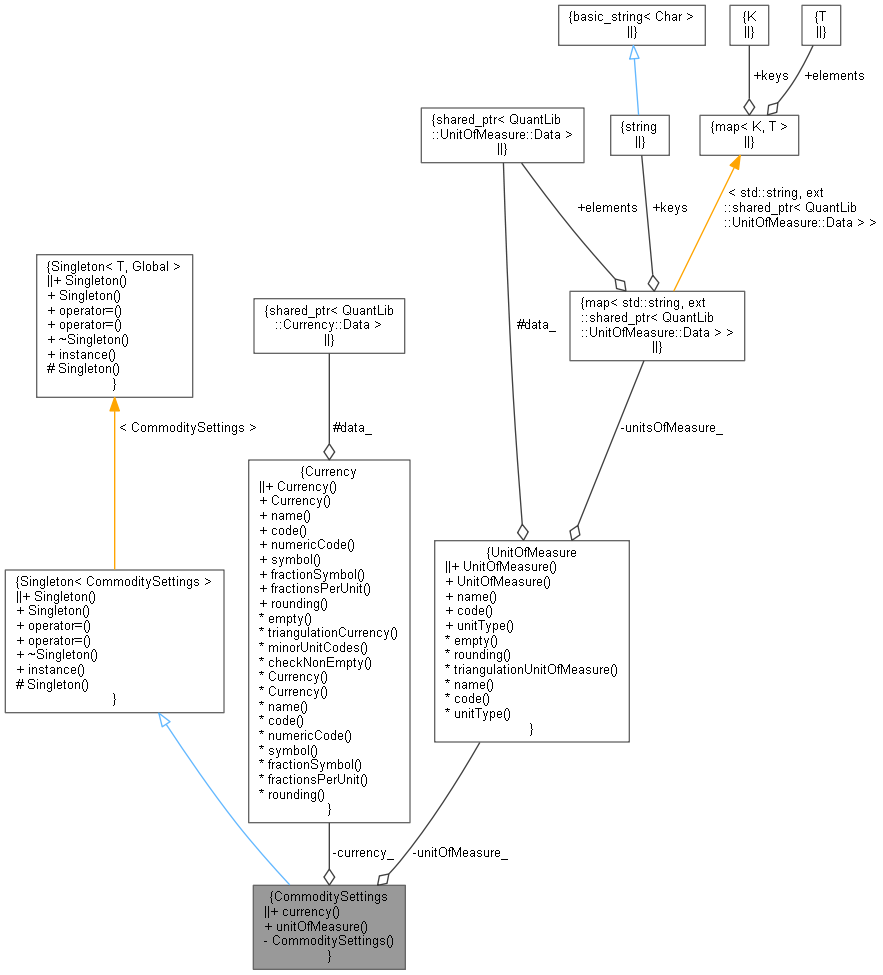 {basic_string< Char >
||}
{K
||}
{T
||}
+keys
+elements
{shared_ptr< QuantLib
::UnitOfMeasure::Data >
||}
{string
||}
{map< K, T >
||}
< std::string, ext
::shared_ptr< QuantLib
::UnitOfMeasure::Data > >
+elements
+keys
{Singleton< T, Global >
||+ Singleton()
+ Singleton()
+ operator=()
+ operator=()
+ ~Singleton()
+ instance()
# Singleton()
}
{shared_ptr< QuantLib
::Currency::Data >
||}
#data_
{map< std::string, ext
::shared_ptr< QuantLib
::UnitOfMeasure::Data > >
||}
< CommoditySettings >
#data_
-unitsOfMeasure_
{Currency
||+ Currency()
+ Currency()
+ name()
+ code()
+ numericCode()
+ symbol()
+ fractionSymbol()
+ fractionsPerUnit()
+ rounding()
* empty()
* triangulationCurrency()
* minorUnitCodes()
* checkNonEmpty()
* Currency()
* Currency()
* name()
* code()
* numericCode()
* symbol()
* fractionSymbol()
* fractionsPerUnit()
* rounding()
}
{UnitOfMeasure
||+ UnitOfMeasure()
+ UnitOfMeasure()
+ name()
+ code()
+ unitType()
* empty()
* rounding()
* triangulationUnitOfMeasure()
* name()
* code()
* unitType()
}
{Singleton< CommoditySettings >
||+ Singleton()
+ Singleton()
+ operator=()
+ operator=()
+ ~Singleton()
+ instance()
# Singleton()
}
-currency_
-unitOfMeasure_
{CommoditySettings
||+ currency()
+ unitOfMeasure()
- CommoditySettings()
}